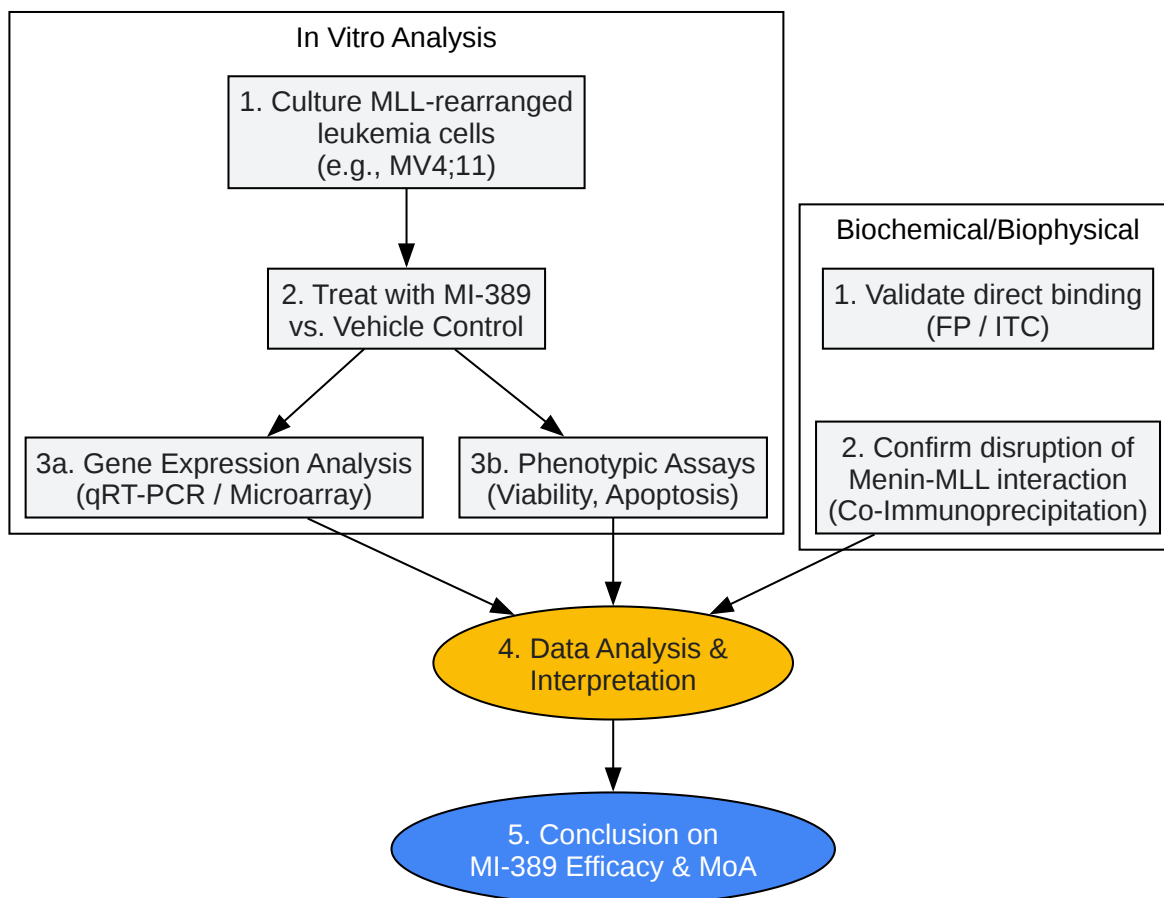 In Vitro Analysis
1. Culture MLL-rearranged
leukemia cells
(e.g., MV4;11)
2. Treat with MI-389
vs. Vehicle Control
3a. Gene Expression Analysis
(qRT-PCR / Microarray)
3b. Phenotypic Assays
(Viability, Apoptosis)
Biochemical/Biophysical
1. Validate direct binding
(FP / ITC)
2. Confirm disruption of
Menin-MLL interaction
(Co-Immunoprecipitation)
4. Data Analysis &
Interpretation
5. Conclusion on
MI-389 Efficacy & MoA